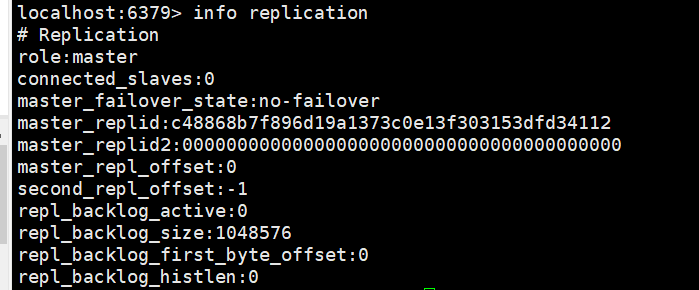 localhost:6379> info replication
# Replication
role:master
connected_slaves:0
master_failover_state:no-failover
master_replid:c48868b7f896d19a1373c0e13f303153dfd34112
master_replid2:0000000000000000000000000000000000000000
master_repl_offset:0
second_repl_offset:-1
repl_backlog_active:0
repl_backlog_size:1048576
repl_backlog_first_byte_offset:0
repl_backlog_histlen:0